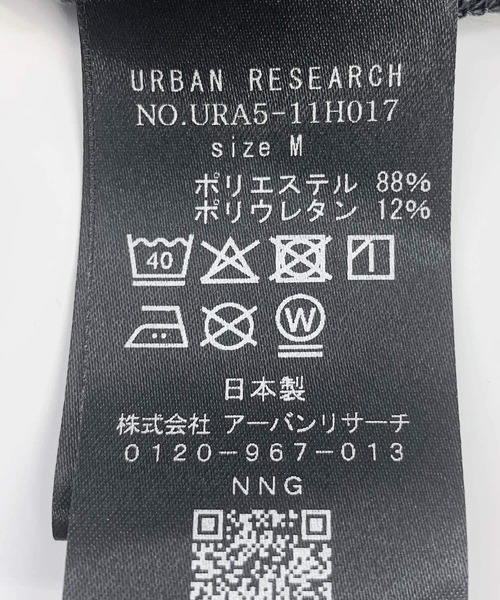 URBAN RESEARCH
NO.URA5-11H017
size M
ポリエステル 88%
ポリウレタン 12%
40
W
日本製
株式会社 アーバンリサーチ
0120-967-013
NNG